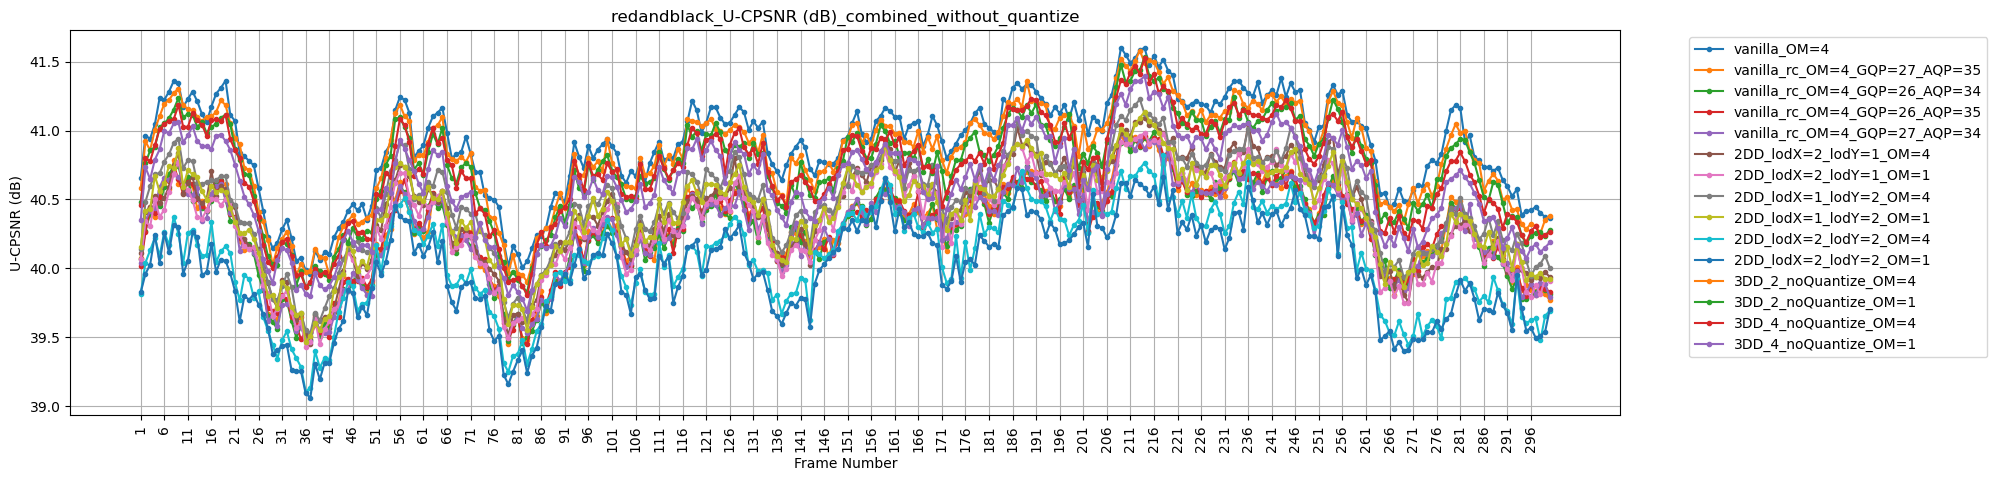 redandblack_U-CPSNR (dB)_combined_without_quantize
U-CPSNR (dB)
41.5
41.0
40.5
40.0
39.5
39.0
1 6 11 16 21 26 31 36 41 46 51 56 61 66 71 76 81 86 91 96 101 106 111 116 121 126 131 136 141 146 151 156 161 166 171 176 181 186 191 196 201 206 211 216 221 226 231 236 241 246 251 256 261 266 271 276 281 286 291 296
Frame Number
vanilla_OM=4
vanilla_rc_OM=4_GQP=27_AQP=35
vanilla_rc_OM=4_GQP=26_AQP=34
vanilla_rc_OM=4_GQP=26_AQP=35
vanilla_rc_OM=4_GQP=27_AQP=34
2DD_lodX=2_lodY=1_OM=4
2DD_lodX=2_lodY=1_OM=1
2DD_lodX=1_lodY=2_OM=4
2DD_lodX=1_lodY=2_OM=1
2DD_lodX=2_lodY=2_OM=4
2DD_lodX=2_lodY=2_OM=1
3DD_2_noQuantize_OM=4
3DD_2_noQuantize_OM=1
3DD_4_noQuantize_OM=4
3DD_4_noQuantize_OM=1